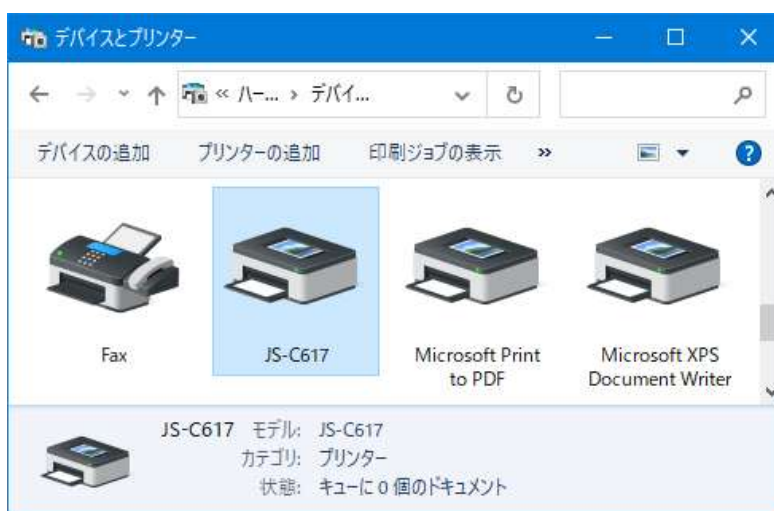 デバイスとプリンター
« ハー... › デバイ...
デバイスの追加 プリンターの追加 印刷ジョブの表示 »
Fax
JS-C617
Microsoft Print
to PDF
Microsoft XPS
Document Writer
JS-C617 モデル: JS-C617
カテゴリ: プリンター
状態: キューに 0 個のドキュメント